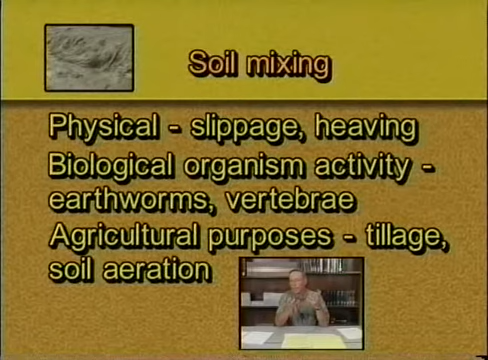 Soil mixing
Physical - slippage, heaving
Biological organism activity -
earthworms, vertebrae
Agricultural purposes - tillage,
soil aeration